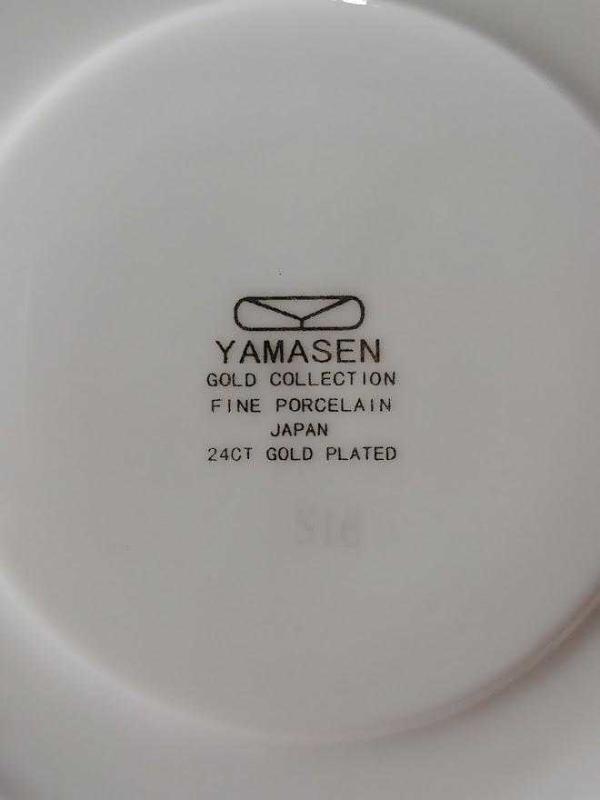 YAMASEN
GOLD COLLECTION
FINE PORCELAIN
JAPAN
24CT GOLD PLATED